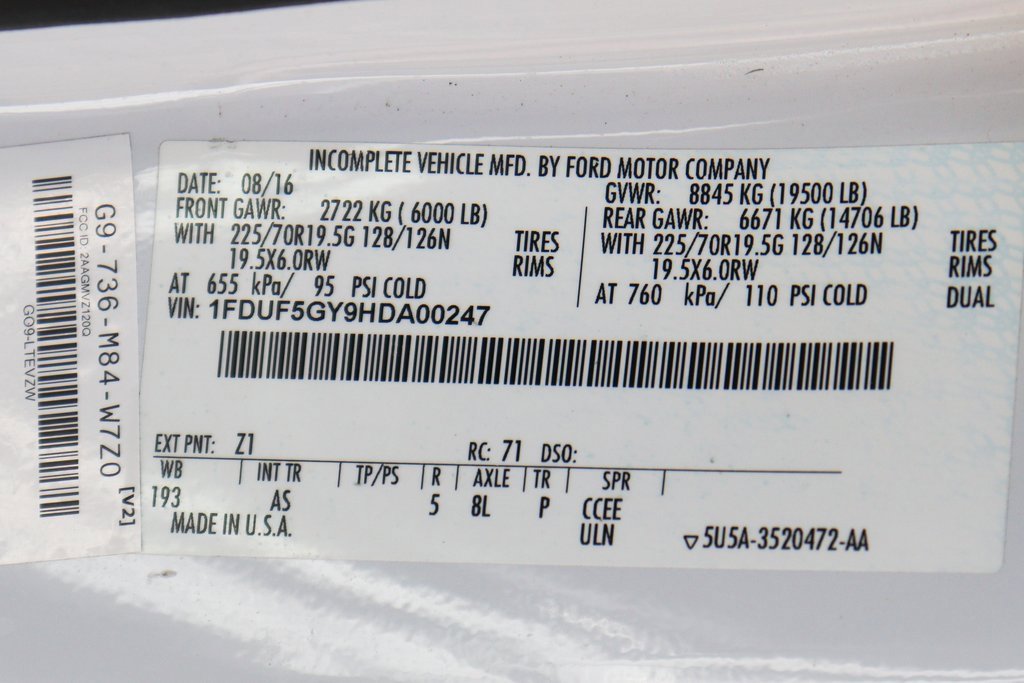 INCOMPLETE VEHICLE MFD. BY FORD MOTOR COMPANY
DATE: 08/16 GVWR: 8845 KG (19500 LB)
FRONT GAWR: 2722 KG ( 6000 LB) REAR GAWR: 6671 KG (14706 LB)
WITH 225/70R19.5G 128/126N TIRES WITH 225/70R19.5G 128/126N TIRES
19.5X6.0RW RIMS 19.5X6.0RW RIMS
AT 655 kPa/ 95 PSI COLD AT 760 kPa/ 110 PSI COLD DUAL
VIN: 1FDUF5GY9HDA00247
EXT PNT: Z1 RC: 71 DSO:
WB INT TR TP/PS R AXLE TR SPR
193 AS 5 8L P CCEE
MADE IN U.S.A. ULN
5U5A-3520472-AA
G9-736-M84-W7Z0 [V2]
FCC ID 2AAGMVZ120Q
GO9-LTEVZW